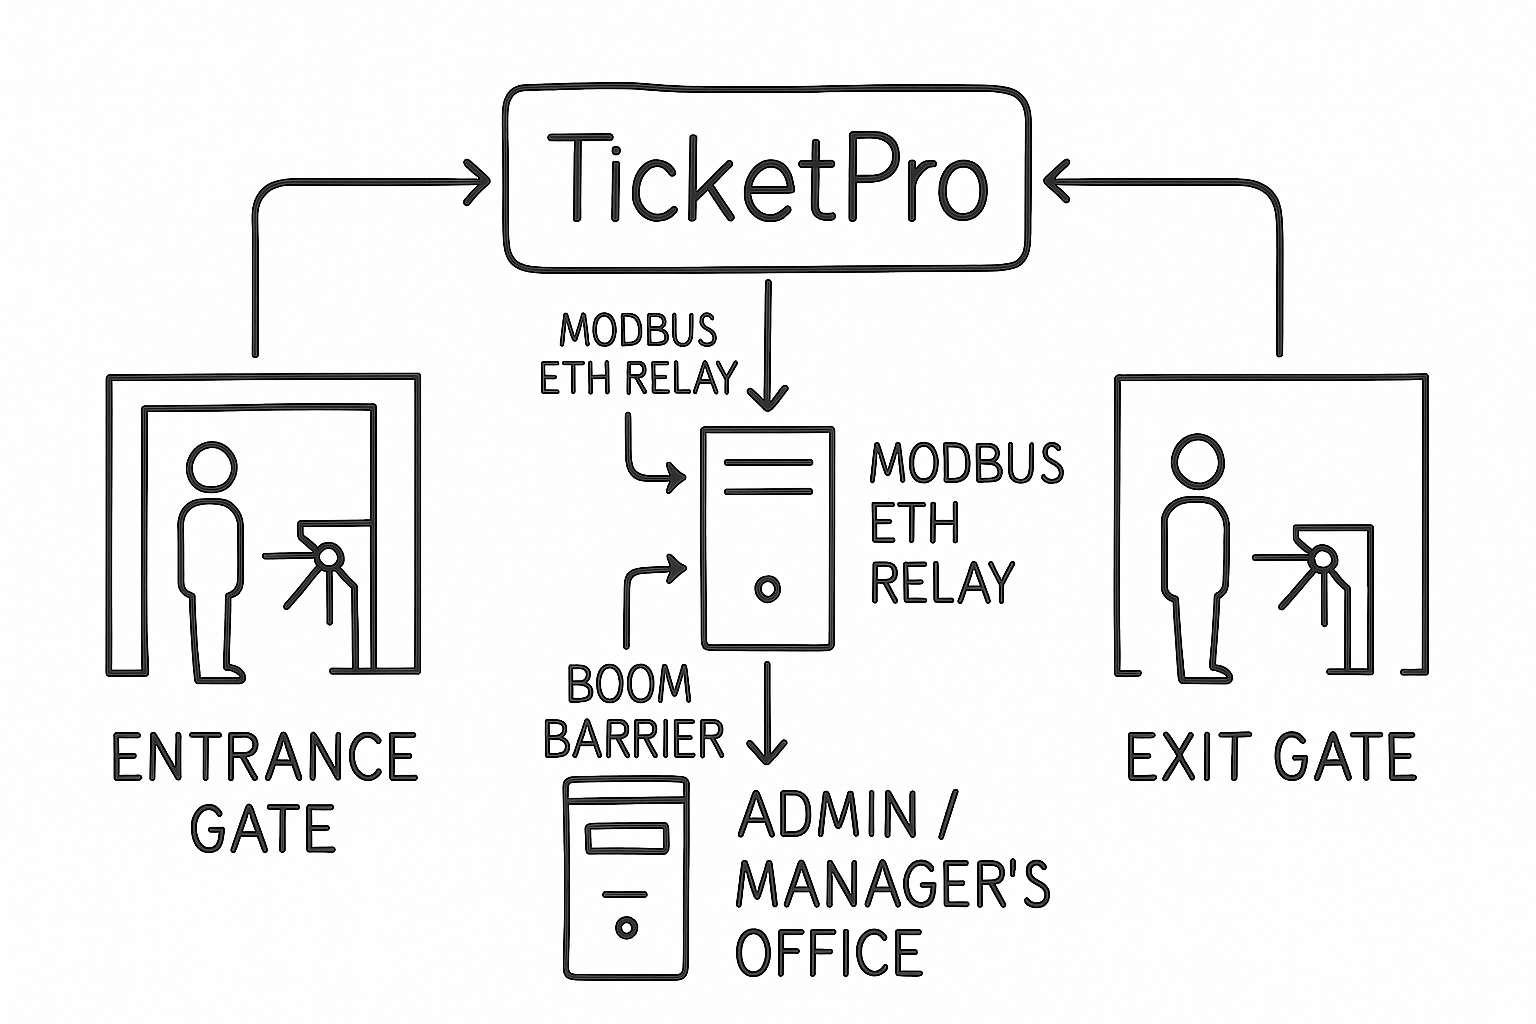 TicketPro
MODBUS
ETH RELAY
MODBUS
ETH
RELAY
BOOM
BARRIER
ENTRANCE
GATE
EXIT GATE
ADMIN /
MANAGER'S
OFFICE